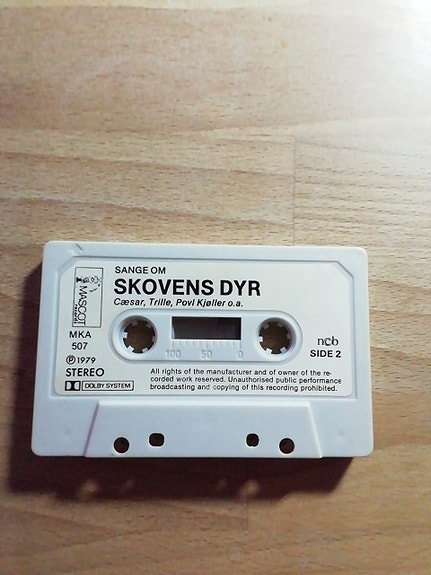 SANGE OM
SKOVENS DYR
Cæsar, Trille, Povl Kjøller o.a.
MASCOT
MKA
507
100 50 0
ncb
SIDE 2
Ⓟ 1979
STEREO
DOLBY SYSTEM
All rights of the manufacturer and of owner of the re-
corded work reserved. Unauthorised public performance
broadcasting and copying of this recording prohibited.